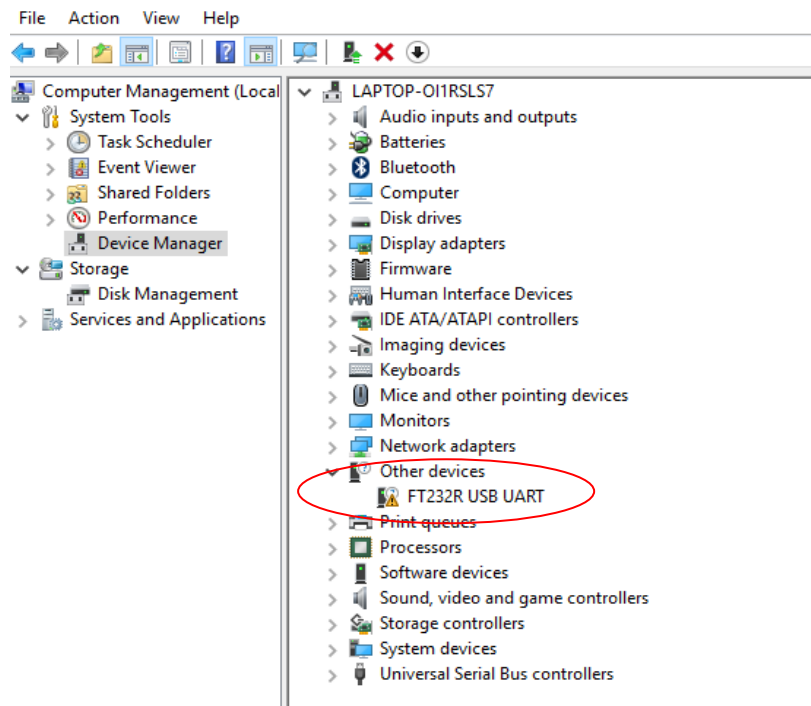 File Action View Help
Computer Management (Local
System Tools
Task Scheduler
Event Viewer
Shared Folders
Performance
Device Manager
Storage
Disk Management
Services and Applications
LAPTOP-OI1RSLS7
Audio inputs and outputs
Batteries
Bluetooth
Computer
Disk drives
Display adapters
Firmware
Human Interface Devices
IDE ATA/ATAPI controllers
Imaging devices
Keyboards
Mice and other pointing devices
Monitors
Network adapters
Other devices
FT232R USB UART
Print queues
Processors
Software devices
Sound, video and game controllers
Storage controllers
System devices
Universal Serial Bus controllers